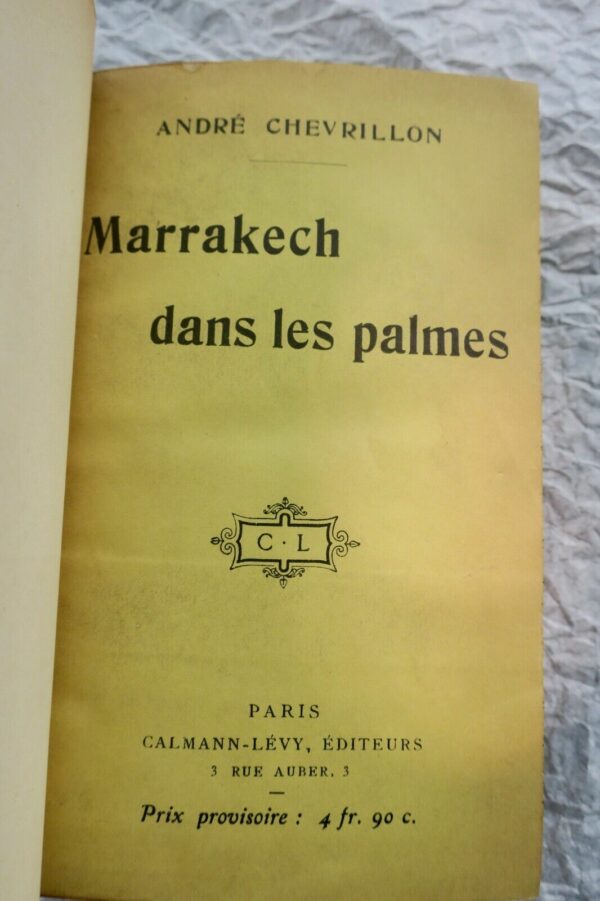 ANDRÉ CHEVRILLON
Marrakech
dans les palmes
C · L
PARIS
CALMANN-LÉVY, ÉDITEURS
3 RUE AUBER, 3
Prix provisoire : 4 fr. 90 c.